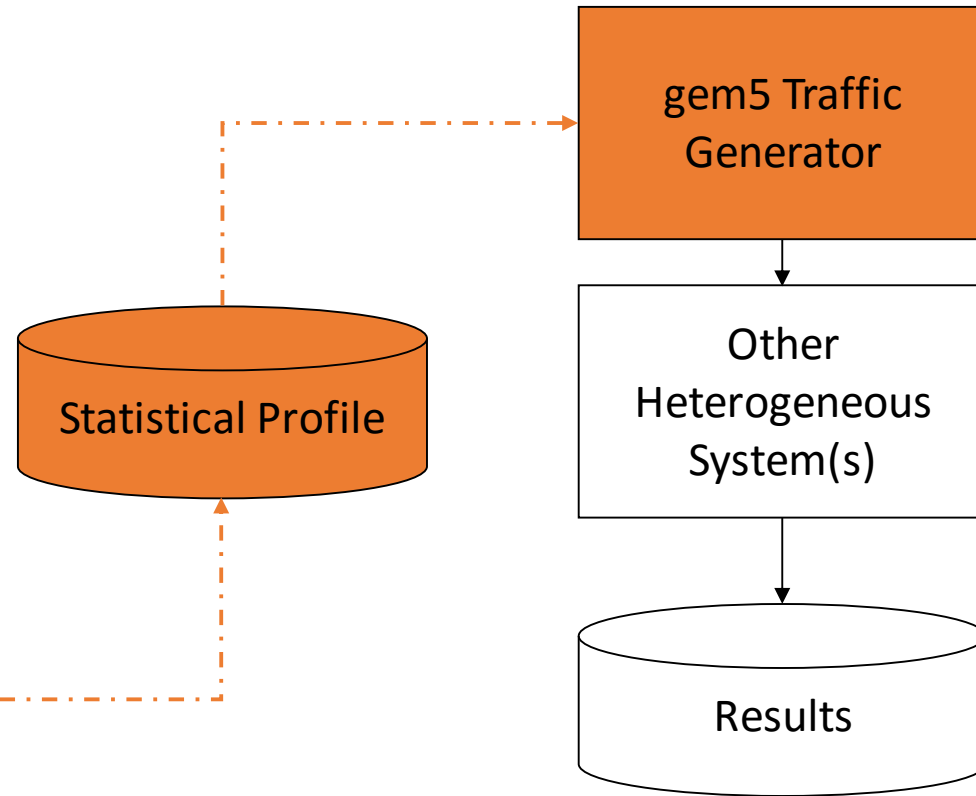 gem5 Traffic
Generator
Statistical Profile
Other
Heterogeneous
System(s)
Results